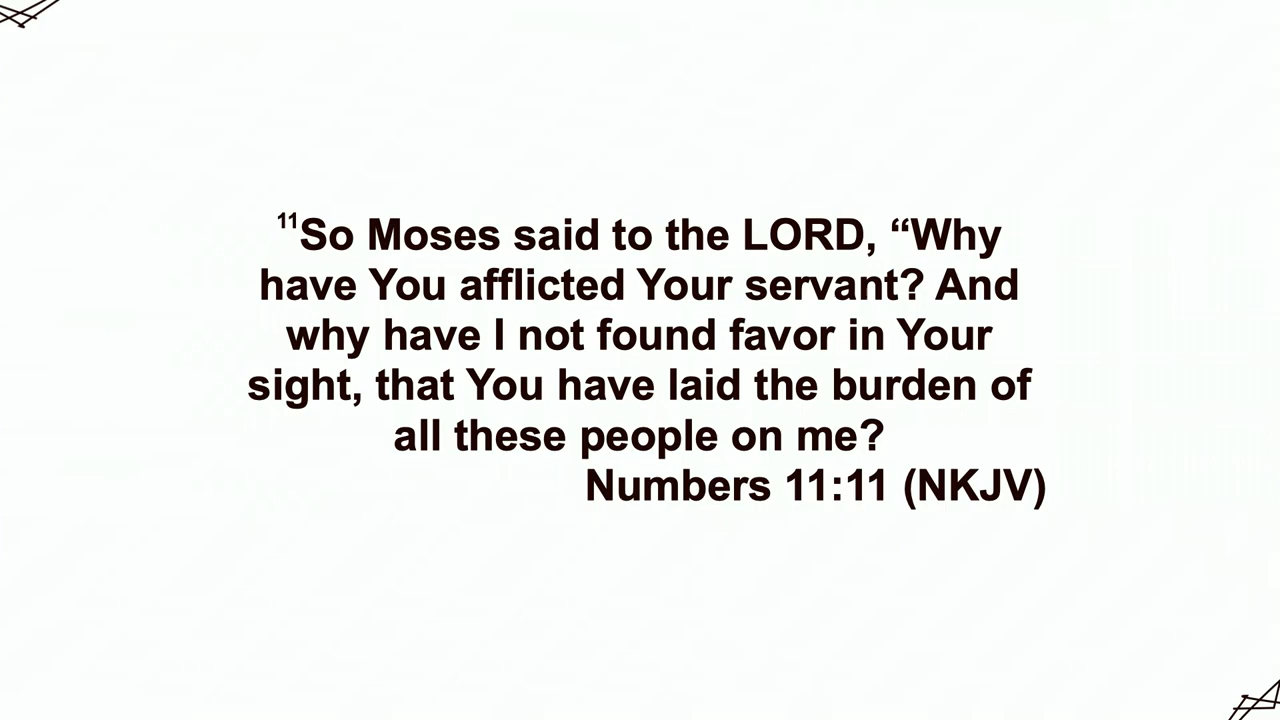 ¹¹So Moses said to the LORD, “Why
have You afflicted Your servant? And
why have I not found favor in Your
sight, that You have laid the burden of
all these people on me?
Numbers 11:11 (NKJV)